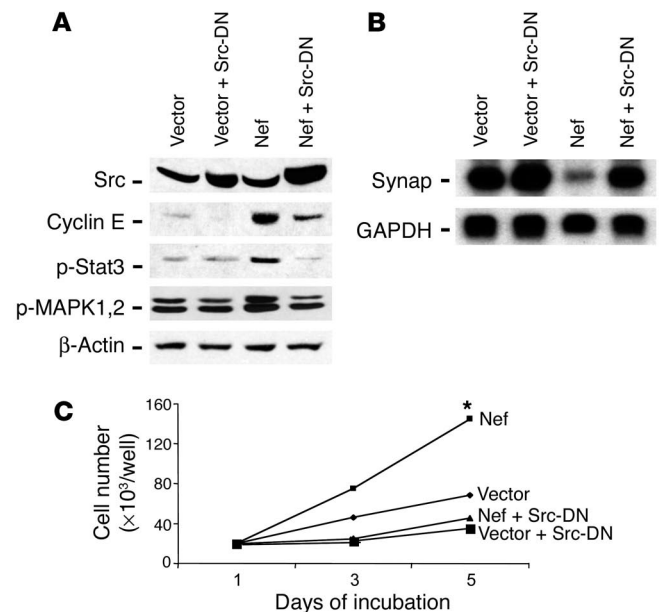 A
Vector
Vector + Src-DN
Nef
Nef + Src-DN
Src
Cyclin E
p-Stat3
p-MAPK1,2
β-Actin
B
Vector
Vector + Src-DN
Nef
Nef + Src-DN
Synap
GAPDH
C
Cell number
(×10³/well)
160
120
80
40
0
*
Nef
Vector
Nef + Src-DN
Vector + Src-DN
1 3 5
Days of incubation